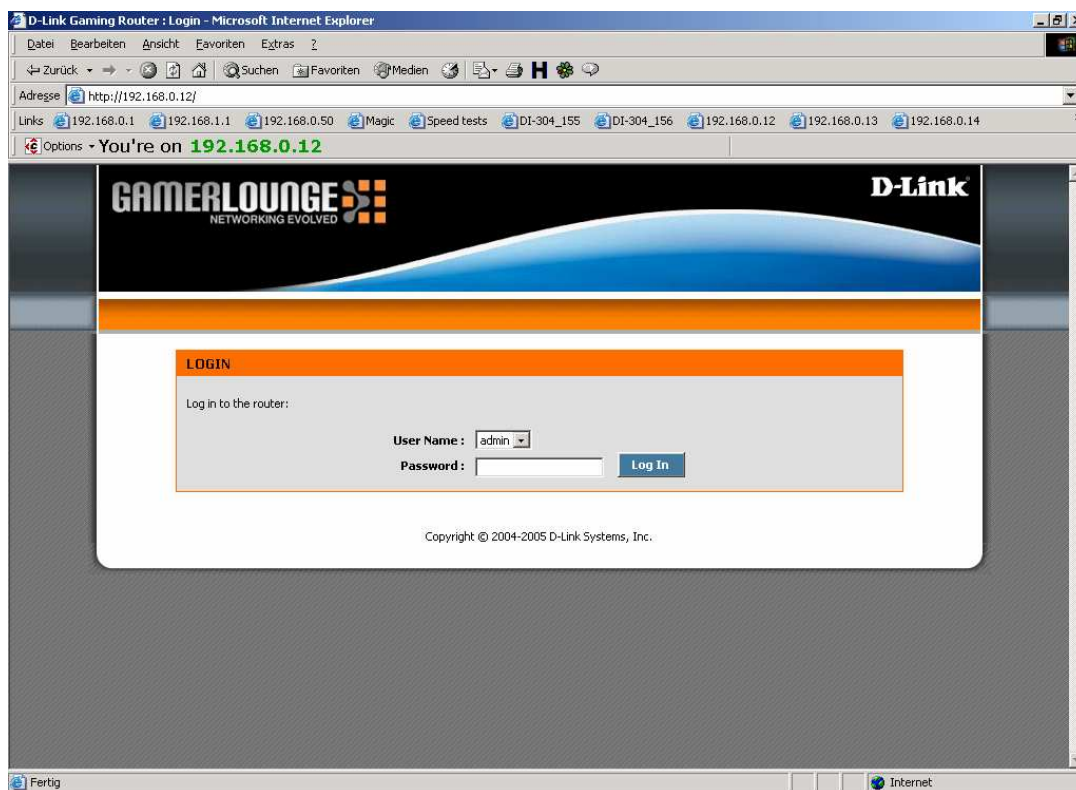 D-Link Gaming Router : Login - Microsoft Internet Explorer
Datei Bearbeiten Ansicht Favoriten Extras ?
Zurück Suchen Favoriten Medien H
Adresse http://192.168.0.12/
Links 192.168.0.1 192.168.1.1 192.168.0.50 Magic Speed tests DI-304_155 DI-304_156 192.168.0.12 192.168.0.13 192.168.0.14
Options You're on 192.168.0.12
GAMERLOUNGE D-Link
NETWORKING EVOLVED
LOGIN
Log in to the router:
User Name : admin
Password : Log In
Copyright © 2004-2005 D-Link Systems, Inc.
Fertig Internet